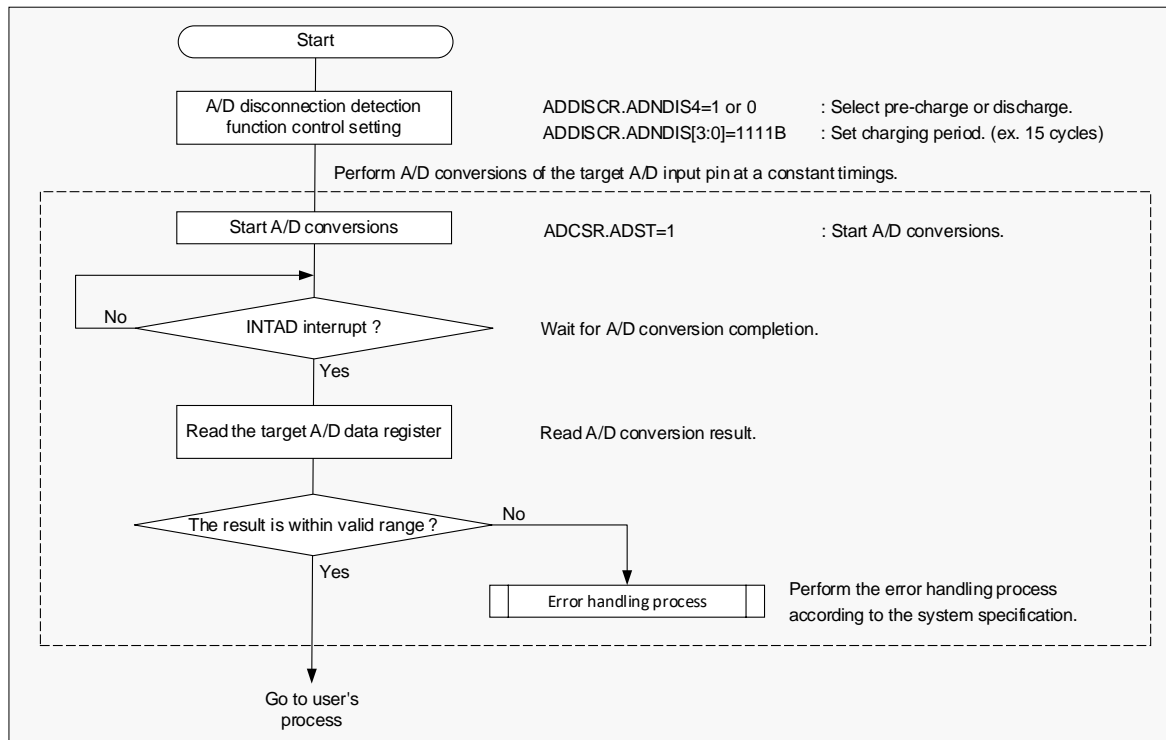 Start
A/D disconnection detection
function control setting
ADDISCR.ADNDIS4=1 or 0 : Select pre-charge or discharge.
ADDISCR.ADNDIS[3:0]=1111B : Set charging period. (ex. 15 cycles)
Perform A/D conversions of the target A/D input pin at a constant timings.
Start A/D conversions
ADCSR.ADST=1 : Start A/D conversions.
No
INTAD interrupt ?
Wait for A/D conversion completion.
Yes
Read the target A/D data register
Read A/D conversion result.
The result is within valid range ?
No
Yes
Error handling process
Perform the error handling process
according to the system specification.
Go to user's
process